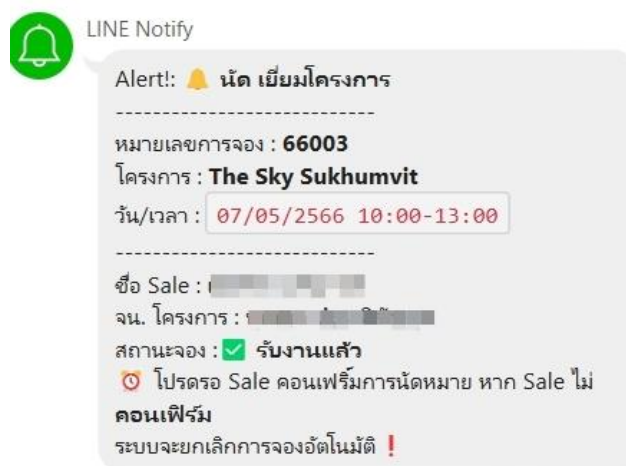 LINE Notify
Alert!: 🔔 นัด เยี่ยมโครงการ
----------------------------
หมายเลขการจอง : 66003
โครงการ : The Sky Sukhumvit
วัน/เวลา : 07/05/2566 10:00-13:00
----------------------------
ชื่อ Sale :
จน. โครงการ :
สถานะจอง : ✅ รับงานแล้ว
⏰ โปรดรอ Sale คอนเฟริ์มการนัดหมาย หาก Sale ไม่
คอนเฟิร์ม
ระบบจะยกเลิกการจองอัตโนมัติ ❗